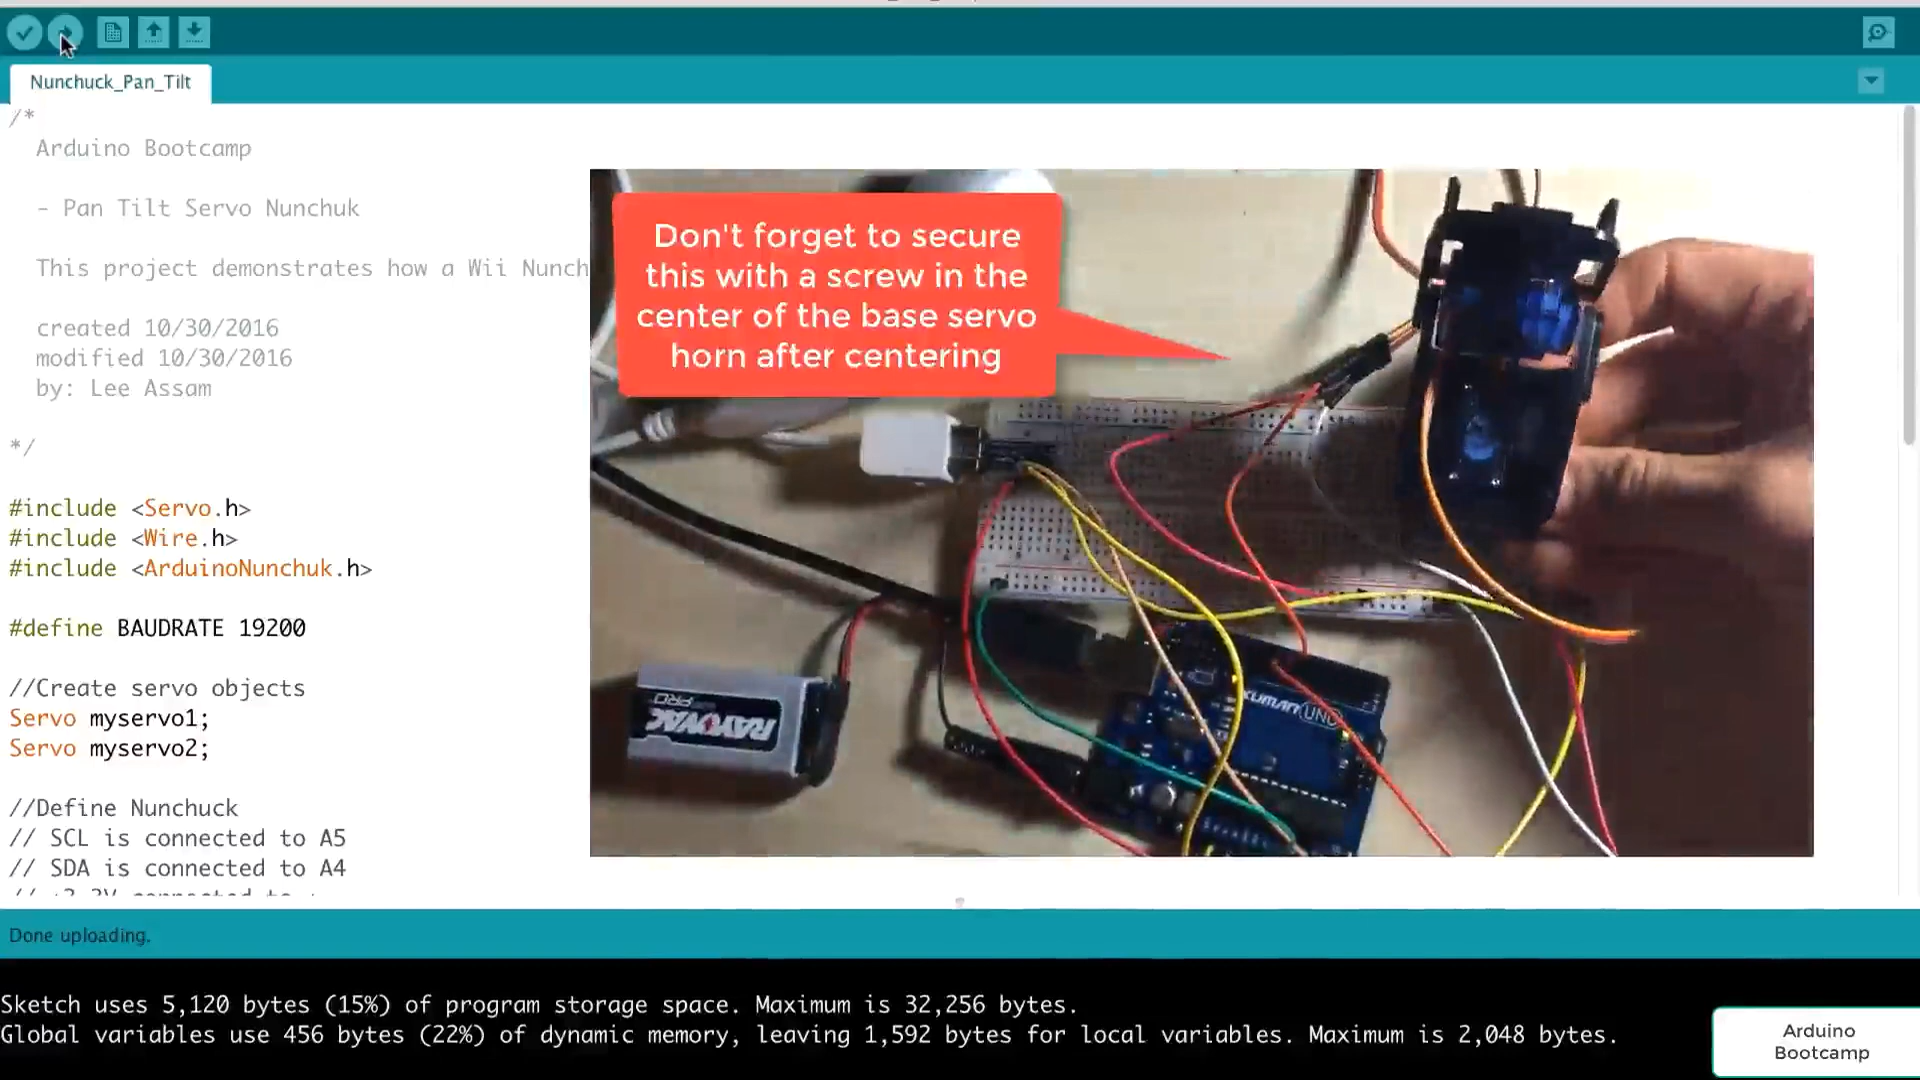 Nunchuck_Pan_Tilt
/*
Arduino Bootcamp
- Pan Tilt Servo Nunchuk
This project demonstrates how a Wii Nunch
created 10/30/2016
modified 10/30/2016
by: Lee Assam
*/
#include <Servo.h>
#include <Wire.h>
#include <ArduinoNunchuk.h>
#define BAUDRATE 19200
//Create servo objects
Servo myservo1;
Servo myservo2;
//Define Nunchuck
// SCL is connected to A5
// SDA is connected to A4
Don't forget to secure
this with a screw in the
center of the base servo
horn after centering
RAYOVAC
PRO
KUMAN UNO
Done uploading.
Sketch uses 5,120 bytes (15%) of program storage space. Maximum is 32,256 bytes.
Global variables use 456 bytes (22%) of dynamic memory, leaving 1,592 bytes for local variables. Maximum is 2,048 bytes.
Arduino
Bootcamp